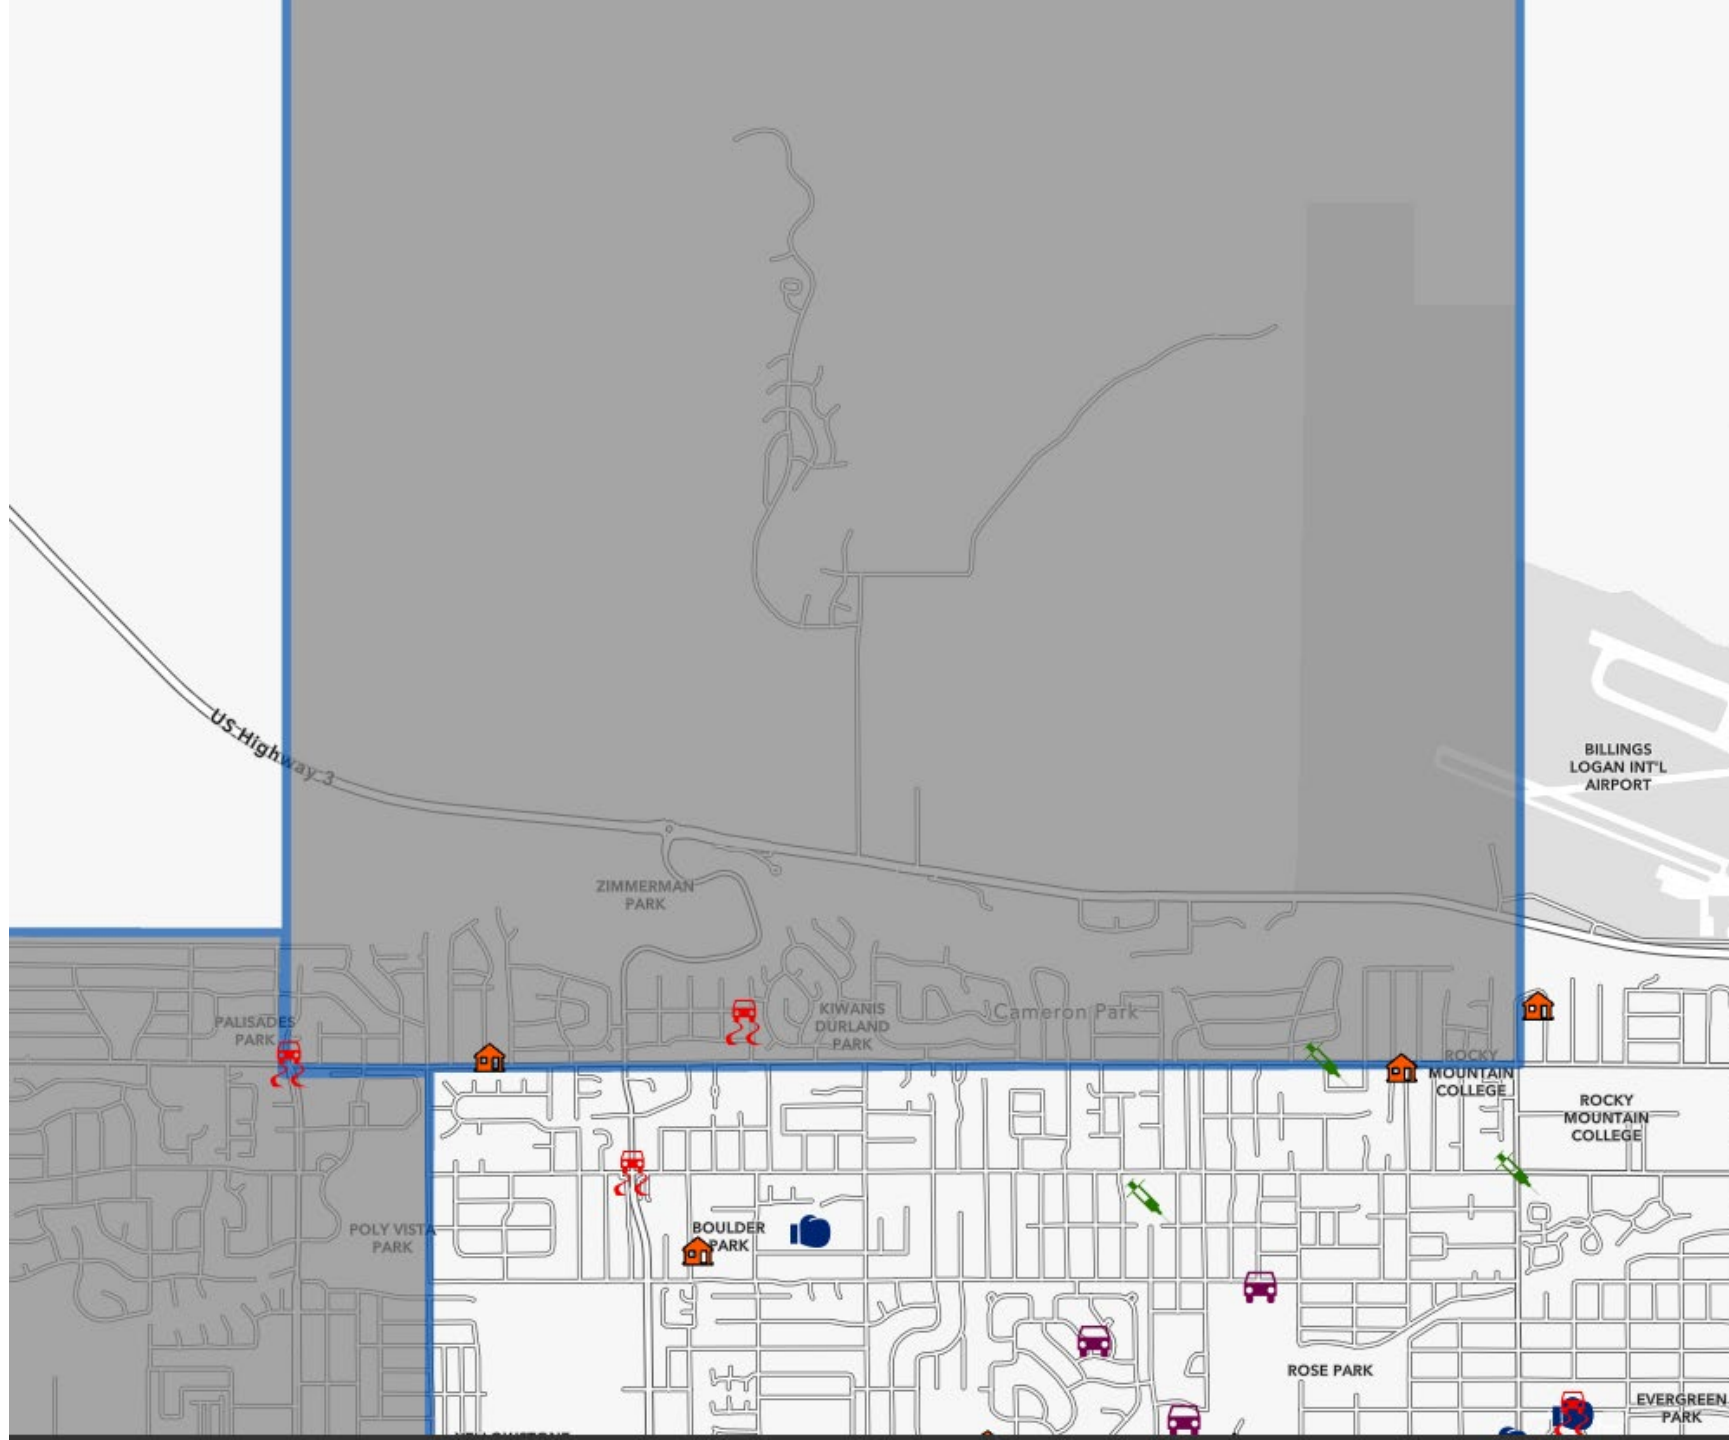 US Highway 3
BILLINGS
LOGAN INT'L
AIRPORT
ZIMMERMAN
PARK
PALISADES
PARK
KIWANIS
DURLAND
PARK
Cameron Park
ROCKY
MOUNTAIN
COLLEGE
ROCKY
MOUNTAIN
COLLEGE
POLY VISTA
PARK
BOULDER
PARK
ROSE PARK
EVERGREEN
PARK
YELLOWSTONE